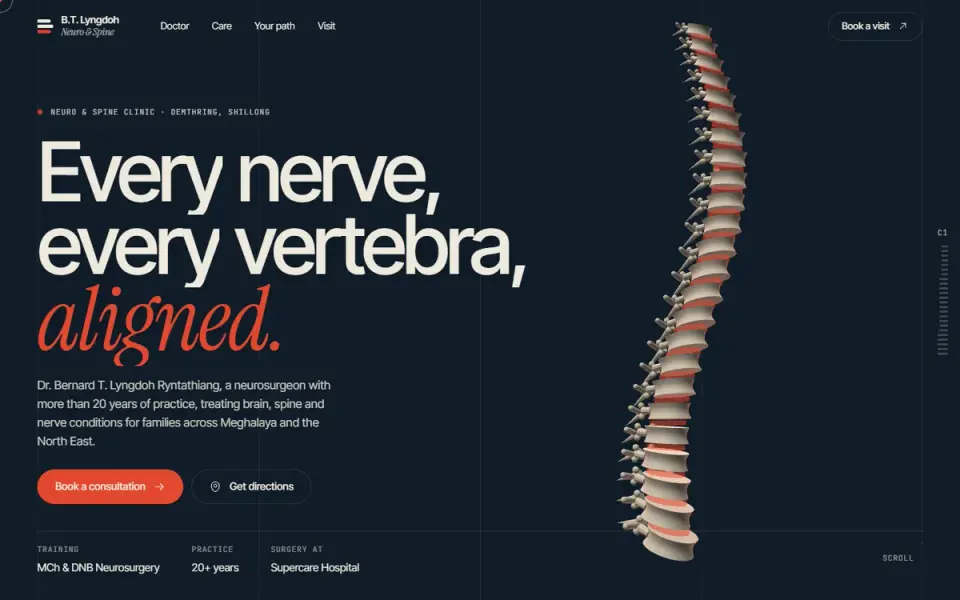 B.T. Lyngdoh
Neuro & Spine
Doctor
Care
Your path
Visit
Book a visit
NEURO & SPINE CLINIC · DEMTHRING, SHILLONG
Every nerve,
every vertebra,
aligned.
Dr. Bernard T. Lyngdoh Ryntathiang, a neurosurgeon with
more than 20 years of practice, treating brain, spine and
nerve conditions for families across Meghalaya and the
North East.
Book a consultation
Get directions
C1
TRAINING
MCh & DNB Neurosurgery
PRACTICE
20+ years
SURGERY AT
Supercare Hospital
SCROLL